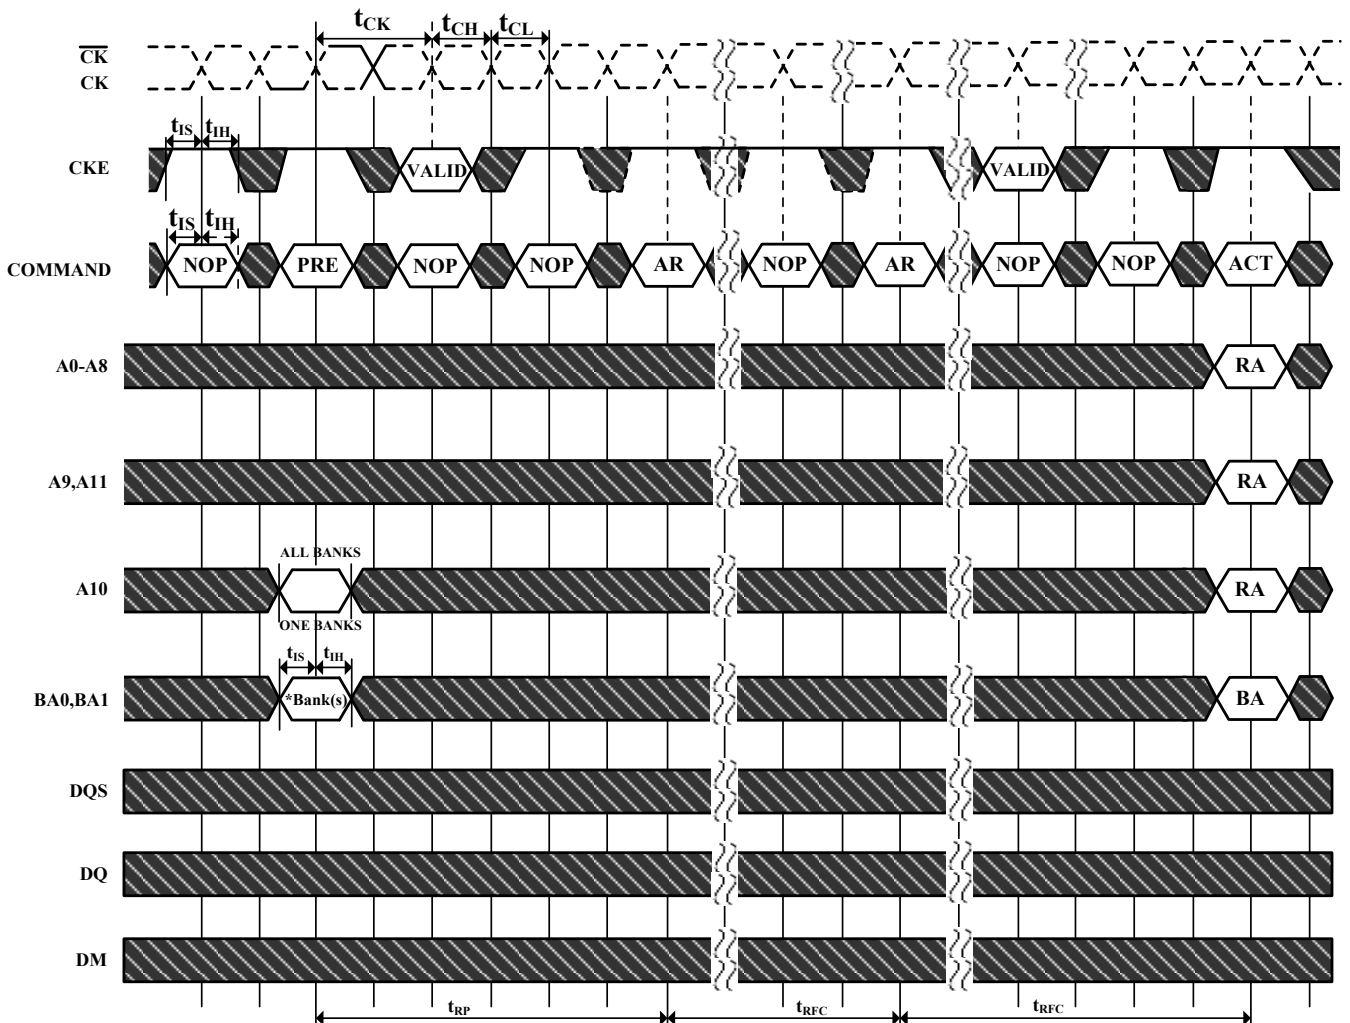 tCK tCH tCL
CK
CK
tIS tIH
CKE VALID VALID
tIS tIH
COMMAND NOP PRE NOP NOP AR NOP AR NOP NOP ACT
A0-A8 RA
A9,A11 RA
ALL BANKS
A10 RA
ONE BANKS
tIS tIH
BA0,BA1 *Bank(s) BA
DQS
DQ
DM
tRP tRFC tRFC